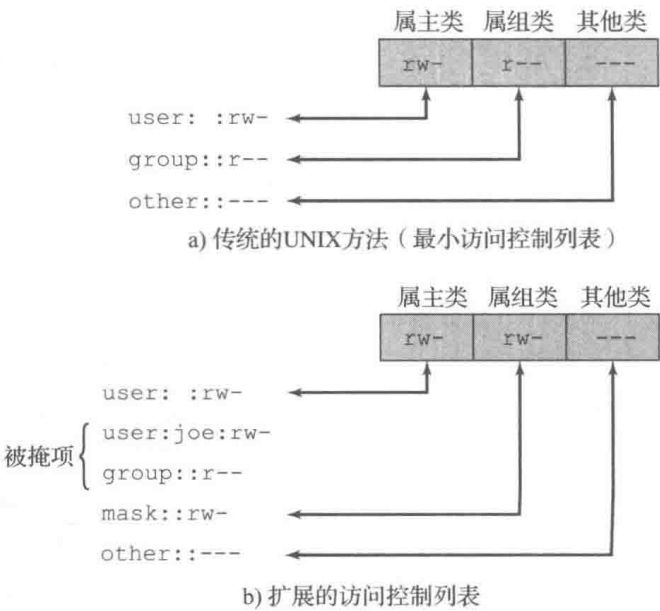 属主类 属组类 其他类
rw- r-- ---
user: :rw-
group::r--
other::---
a) 传统的UNIX方法（最小访问控制列表）
属主类 属组类 其他类
rw- rw- ---
user: :rw-
被掩项 user:joe:rw-
group::r--
mask::rw-
other::---
b) 扩展的访问控制列表